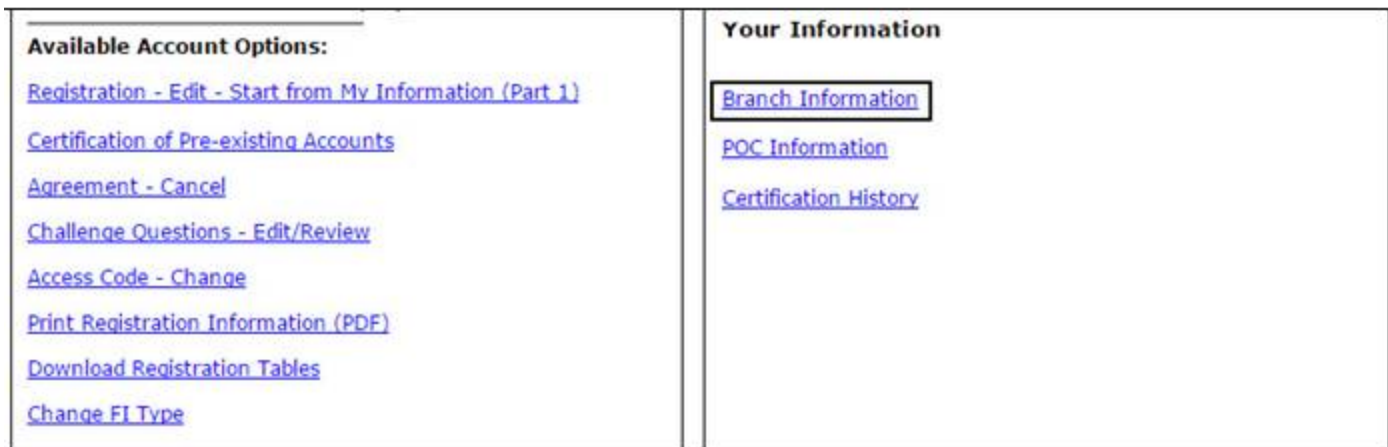 Available Account Options:
Registration - Edit - Start from My Information (Part 1)
Certification of Pre-existing Accounts
Agreement - Cancel
Challenge Questions - Edit/Review
Access Code - Change
Print Registration Information (PDF)
Download Registration Tables
Change FI Type
Your Information
Branch Information
POC Information
Certification History